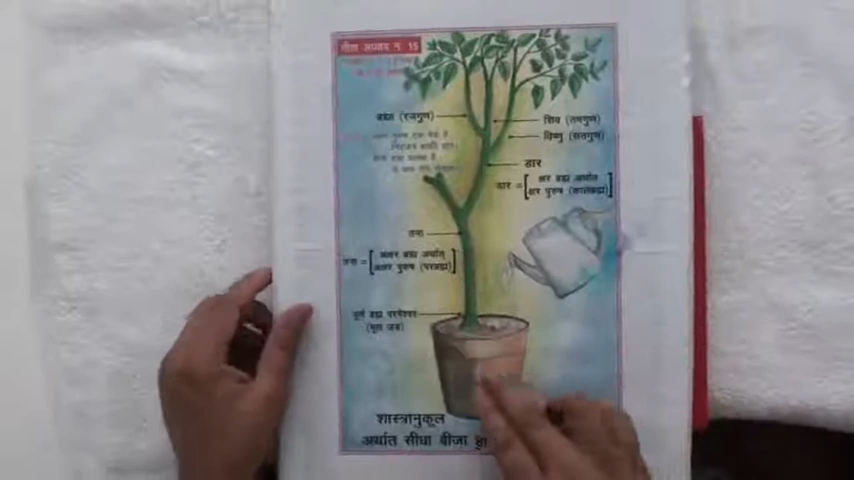 गीता अध्याय नं. 15
ब्रह्मा (रजगुण)
शिव (तमगुण)
विष्णु (सतगुण)
डार
डार = [क्षर ब्रह्म अर्थात्
क्षर पुरुष (कालब्रह्म)]
तना
तना = [अक्षर ब्रह्म अर्थात्
अक्षर पुरुष (परब्रह्म)]
पूर्ण ब्रह्म परमेश्वर
(मूल जड़)
शास्त्रानुकूल
अर्थात सीधा बीजा हु